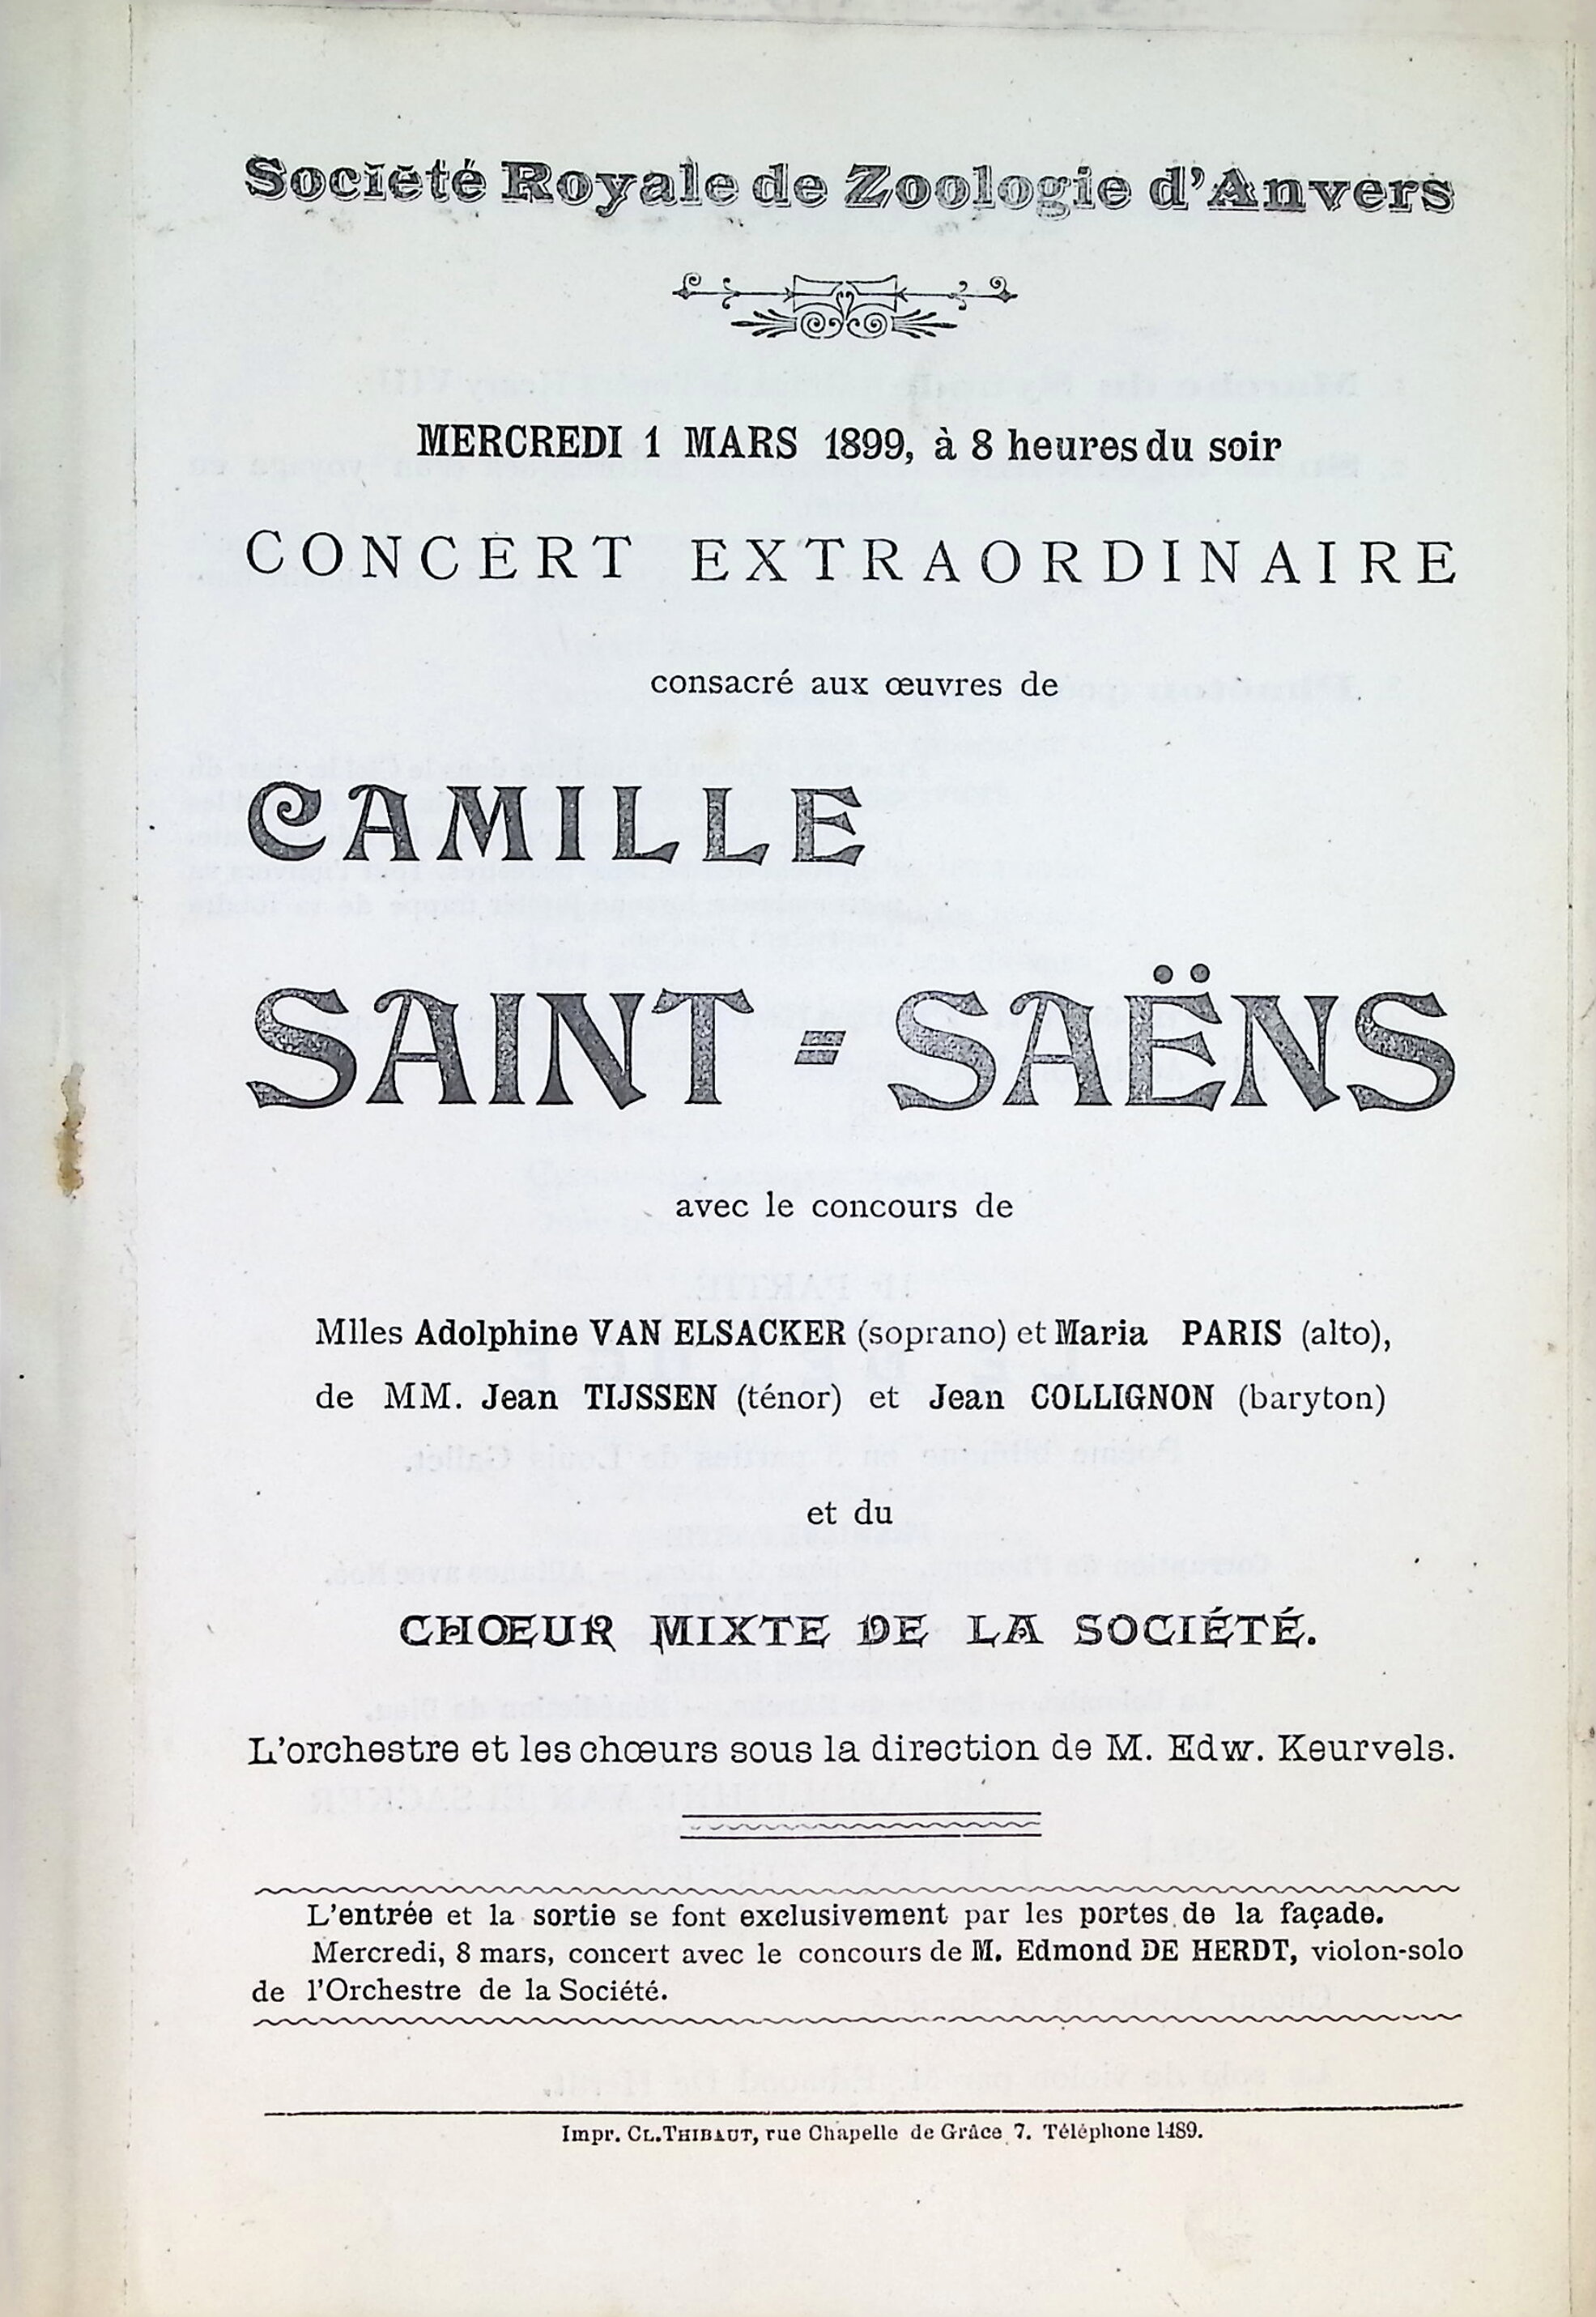 Société Royale de Zoologie d'Anvers
MERCREDI 1 MARS 1899, à 8 heures du soir
CONCERT EXTRAORDINAIRE
consacré aux œuvres de
CAMILLE
SAINT-SAËNS
avec le concours de
Mlles Adolphine VAN ELSACKER (soprano) et Maria PARIS (alto),
de MM. Jean TIJSSEN (ténor) et Jean COLLIGNON (baryton)
et du
CHŒUR MIXTE DE LA SOCIÉTÉ.
L'orchestre et les chœurs sous la direction de M. Edw. Keurvels.
L'entrée et la sortie se font exclusivement par les portes de la façade.
Mercredi, 8 mars, concert avec le concours de M. Edmond DE HERDT, violon-solo
de l'Orchestre de la Société.
Impr. CL. THIBAUT, rue Chapelle de Grâce 7. Téléphone 1489.